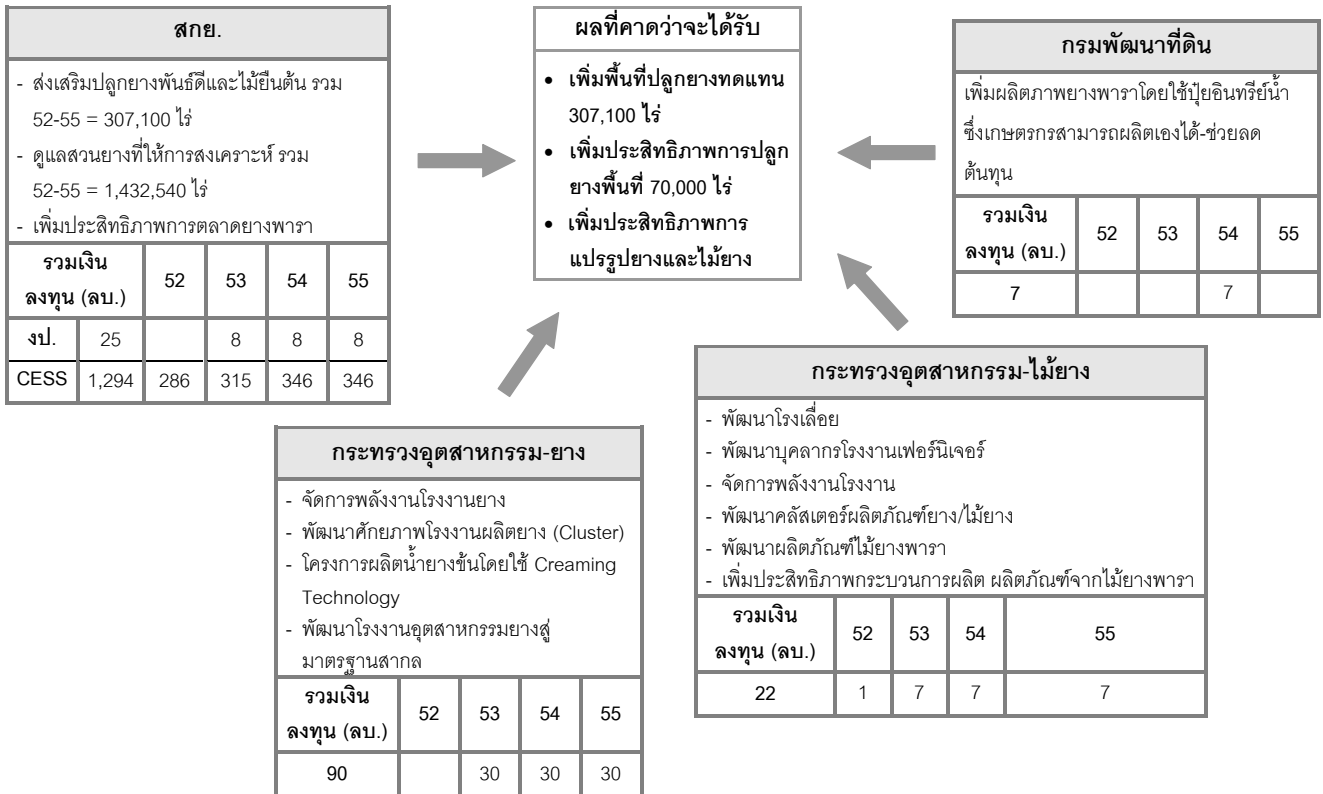 สกย.
- ส่งเสริมปลูกยางพันธ์ดีและไม้ยืนต้น รวม
52-55 = 307,100 ไร่
- ดูแลสวนยางที่ให้การสงเคราะห์ รวม
52-55 = 1,432,540 ไร่
- เพิ่มประสิทธิภาพการตลาดยางพารา
รวมเงิน
ลงทุน (ลบ.) 52 53 54 55
งป. 25 8 8 8
CESS 1,294 286 315 346 346
ผลที่คาดว่าจะได้รับ
• เพิ่มพื้นที่ปลูกยางทดแทน
307,100 ไร่
• เพิ่มประสิทธิภาพการปลูก
ยางพื้นที่ 70,000 ไร่
• เพิ่มประสิทธิภาพการ
แปรรูปยางและไม้ยาง
กรมพัฒนาที่ดิน
เพิ่มผลิตภาพยางพาราโดยใช้ปุ๋ยอินทรีย์น้ำ
ซึ่งเกษตรกรสามารถผลิตเองได้-ช่วยลด
ต้นทุน
รวมเงิน
ลงทุน (ลบ.) 52 53 54 55
7 7
กระทรวงอุตสาหกรรม-ยาง
- จัดการพลังงานโรงงานยาง
- พัฒนาศักยภาพโรงงานผลิตยาง (Cluster)
- โครงการผลิตน้ำยางข้นโดยใช้ Creaming
Technology
- พัฒนาโรงงานอุตสาหกรรมยางสู่
มาตรฐานสากล
รวมเงิน
ลงทุน (ลบ.) 52 53 54 55
90 30 30 30
กระทรวงอุตสาหกรรม-ไม้ยาง
- พัฒนาโรงเลื่อย
- พัฒนาบุคลากรโรงงานเฟอร์นิเจอร์
- จัดการพลังงานโรงงาน
- พัฒนาคลัสเตอร์ผลิตภัณฑ์ยาง/ไม้ยาง
- พัฒนาผลิตภัณฑ์ไม้ยางพารา
- เพิ่มประสิทธิภาพกระบวนการผลิต ผลิตภัณฑ์จากไม้ยางพารา
รวมเงิน
ลงทุน (ลบ.) 52 53 54 55
22 1 7 7 7